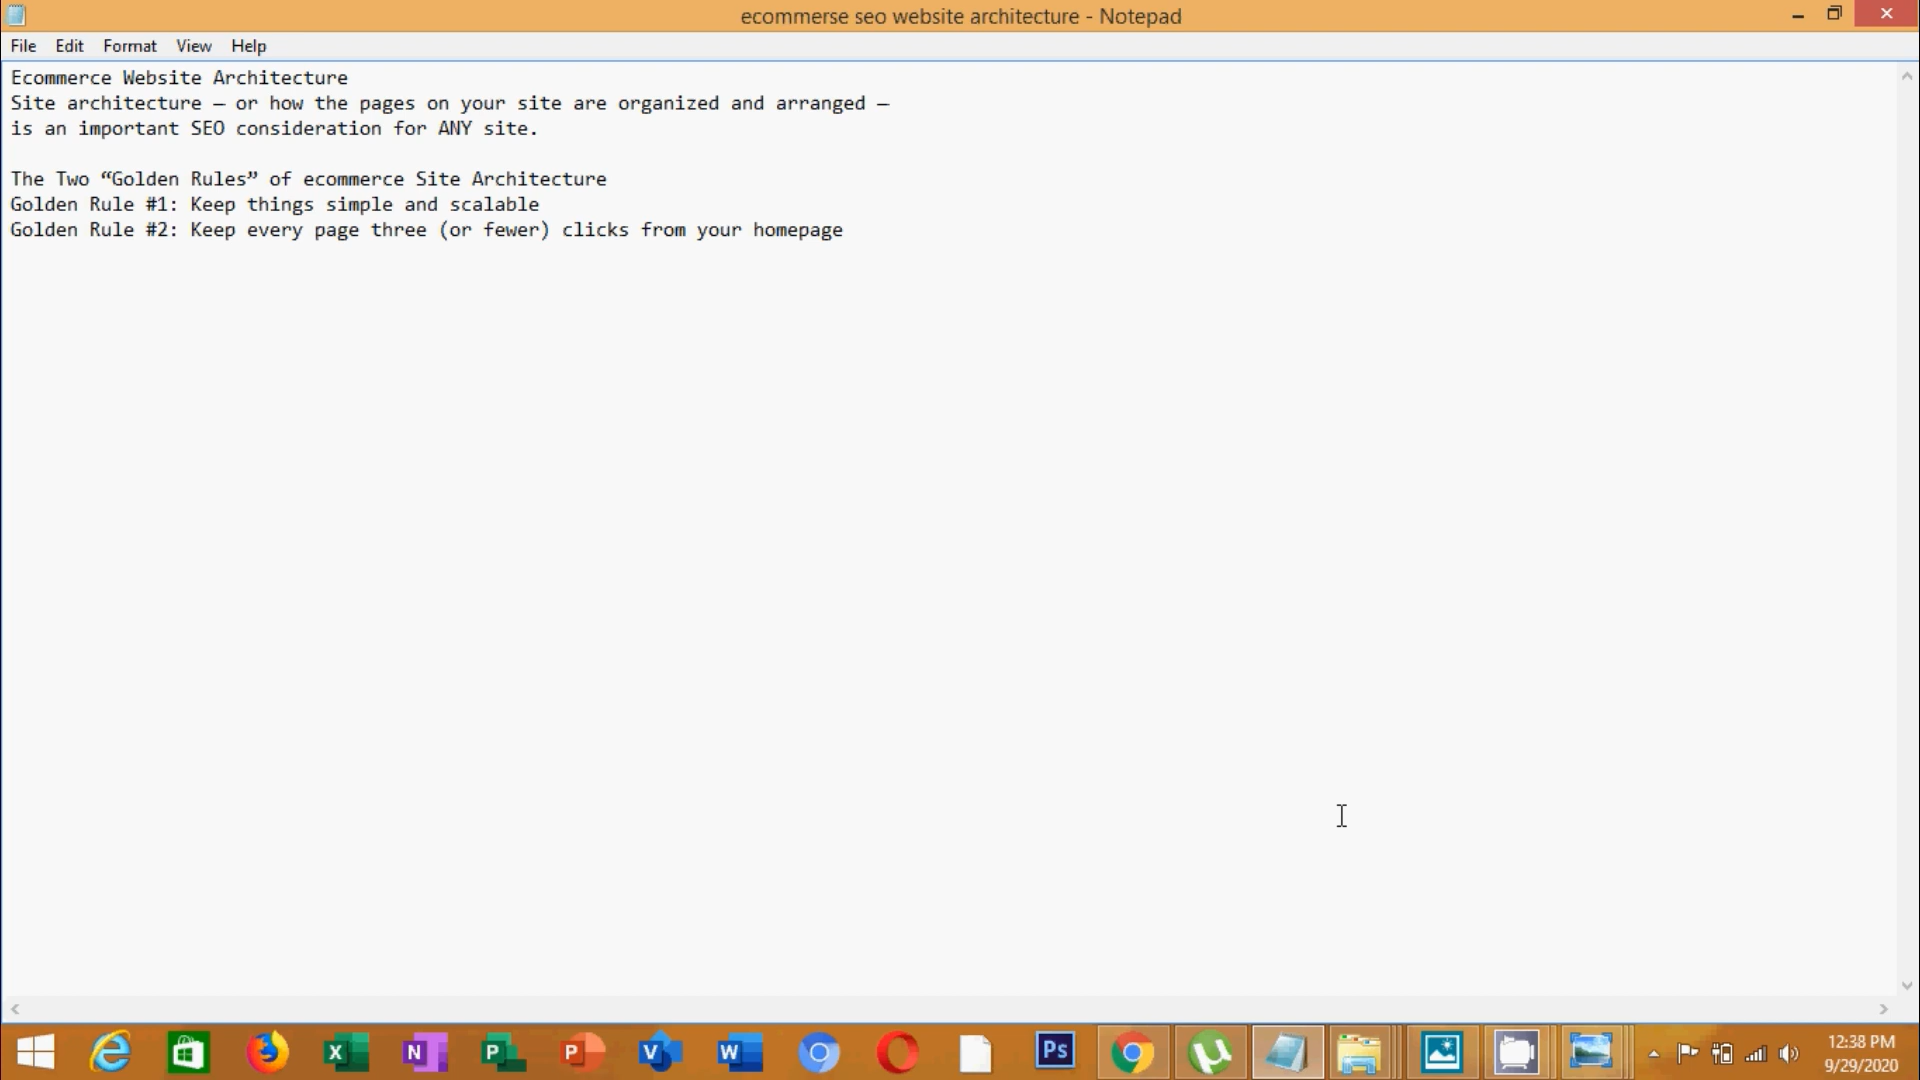 ecommerse seo website architecture - Notepad
File Edit Format View Help
Ecommerce Website Architecture
Site architecture — or how the pages on your site are organized and arranged —
is an important SEO consideration for ANY site.
The Two “Golden Rules” of ecommerce Site Architecture
Golden Rule #1: Keep things simple and scalable
Golden Rule #2: Keep every page three (or fewer) clicks from your homepage
12:38 PM
9/29/2020